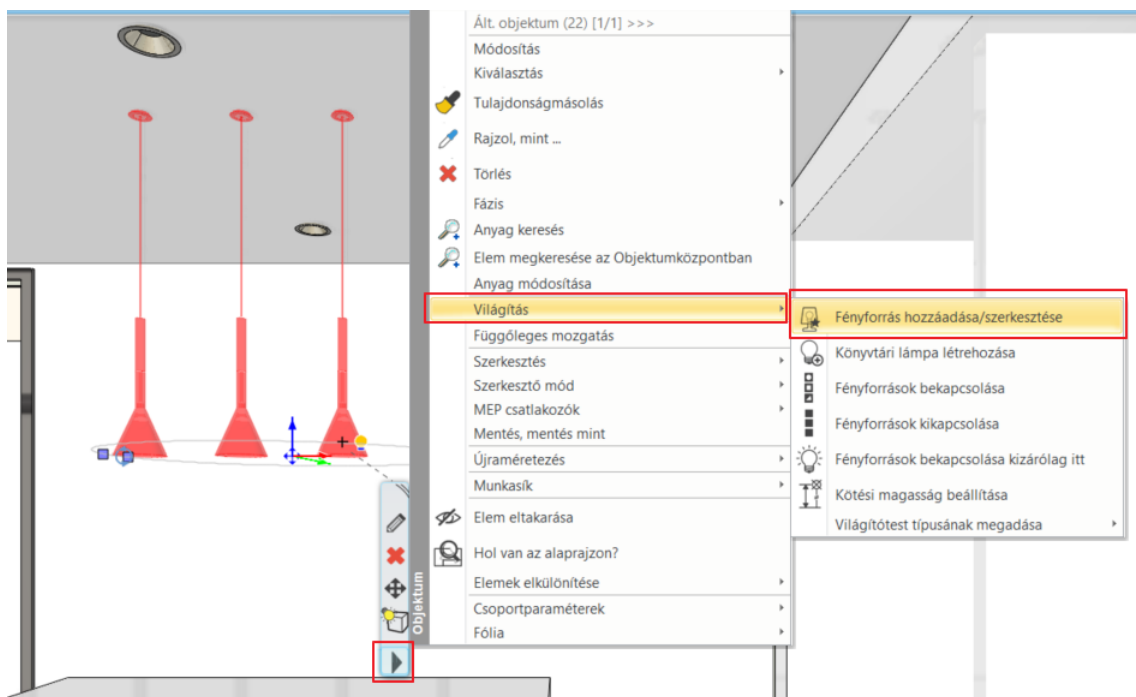 Ált. objektum (22) [1/1] >>>
Módosítás
Kiválasztás
Tulajdonságmásolás
Rajzol, mint ...
Törlés
Fázis
Anyag keresés
Elem megkeresése az Objektumközpontban
Anyag módosítása
Világítás
Függőleges mozgatás
Szerkesztés
Szerkesztő mód
MEP csatlakozók
Mentés, mentés mint
Újraméretezés
Munkasík
Elem eltakarása
Hol van az alaprajzon?
Elemek elkülönítése
Csoportparaméterek
Fólia
Objektum
Fényforrás hozzáadása/szerkesztése
Könyvtári lámpa létrehozása
Fényforrások bekapcsolása
Fényforrások kikapcsolása
Fényforrások bekapcsolása kizárólag itt
Kötési magasság beállítása
Világítótest típusának megadása